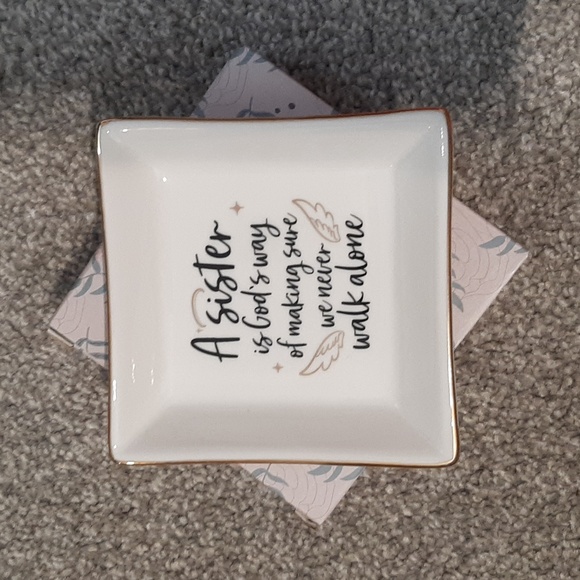 A sister
is God's way
of making sure
we never
walk alone